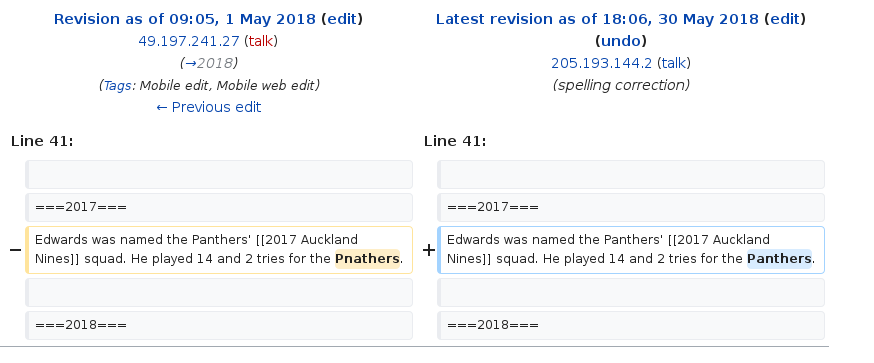 Revision as of 09:05, 1 May 2018 (edit)
49.197.241.27 (talk)
(→2018)
(Tags: Mobile edit, Mobile web edit)
← Previous edit
Latest revision as of 18:06, 30 May 2018 (edit)
(undo)
205.193.144.2 (talk)
(spelling correction)
Line 41:
Line 41:
===2017===
===2017===
− Edwards was named the Panthers' [[2017 Auckland
Nines]] squad. He played 14 and 2 tries for the Pnathers.
+ Edwards was named the Panthers' [[2017 Auckland
Nines]] squad. He played 14 and 2 tries for the Panthers.
===2018===
===2018===